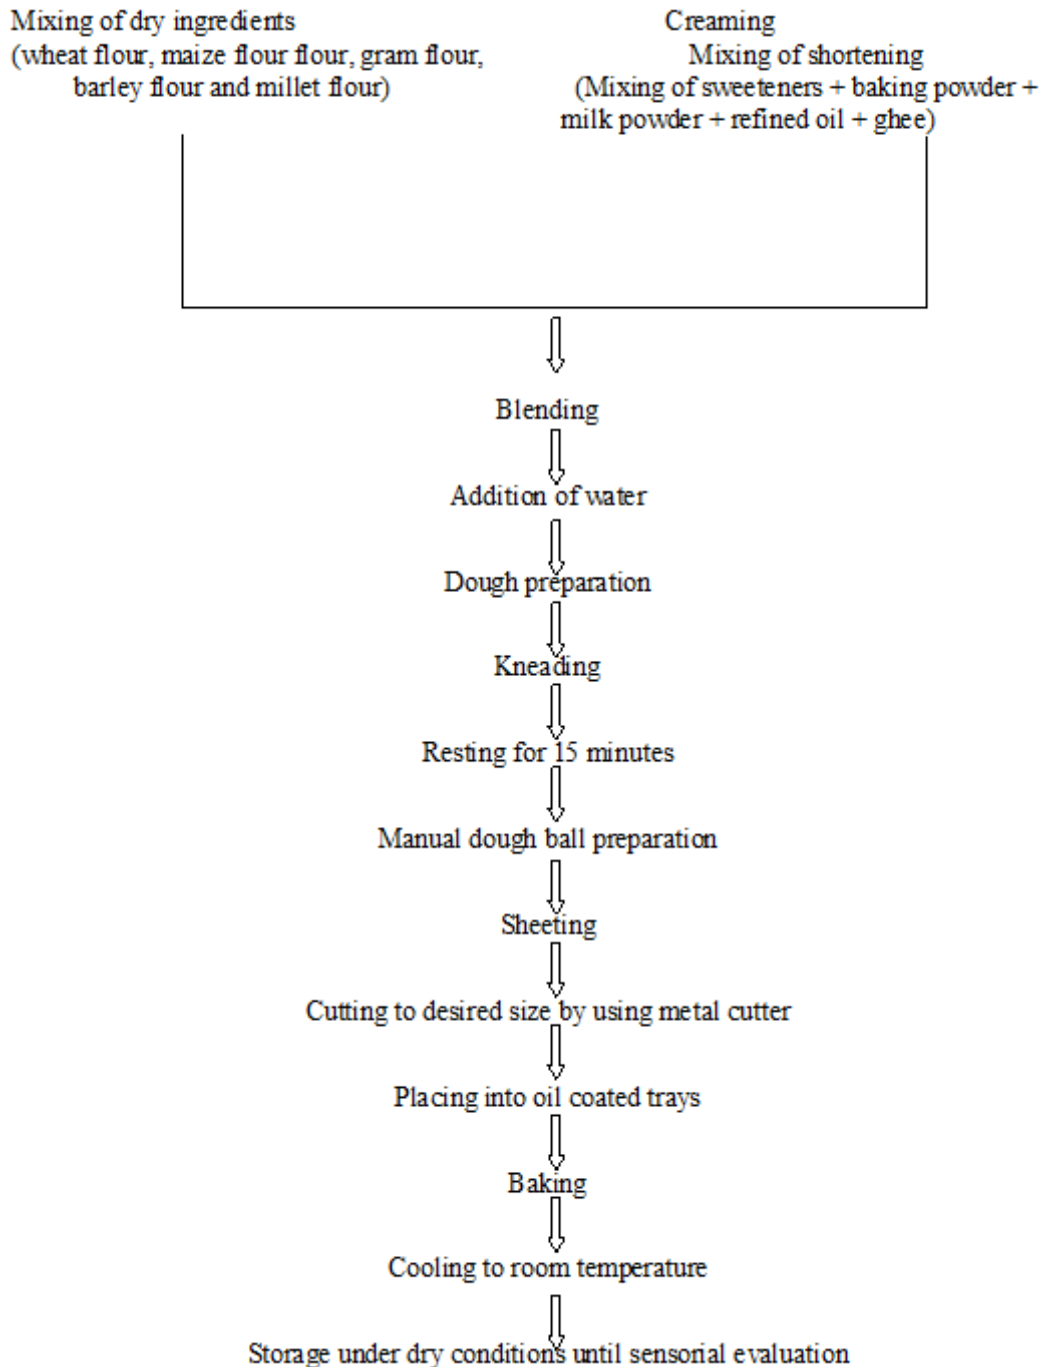 Mixing of dry ingredients
(wheat flour, maize flour flour, gram flour,
barley flour and millet flour)
Creaming
Mixing of shortening
(Mixing of sweeteners + baking powder +
milk powder + refined oil + ghee)
Blending
Addition of water
Dough preparation
Kneading
Resting for 15 minutes
Manual dough ball preparation
Sheeting
Cutting to desired size by using metal cutter
Placing into oil coated trays
Baking
Cooling to room temperature
Storage under dry conditions until sensorial evaluation